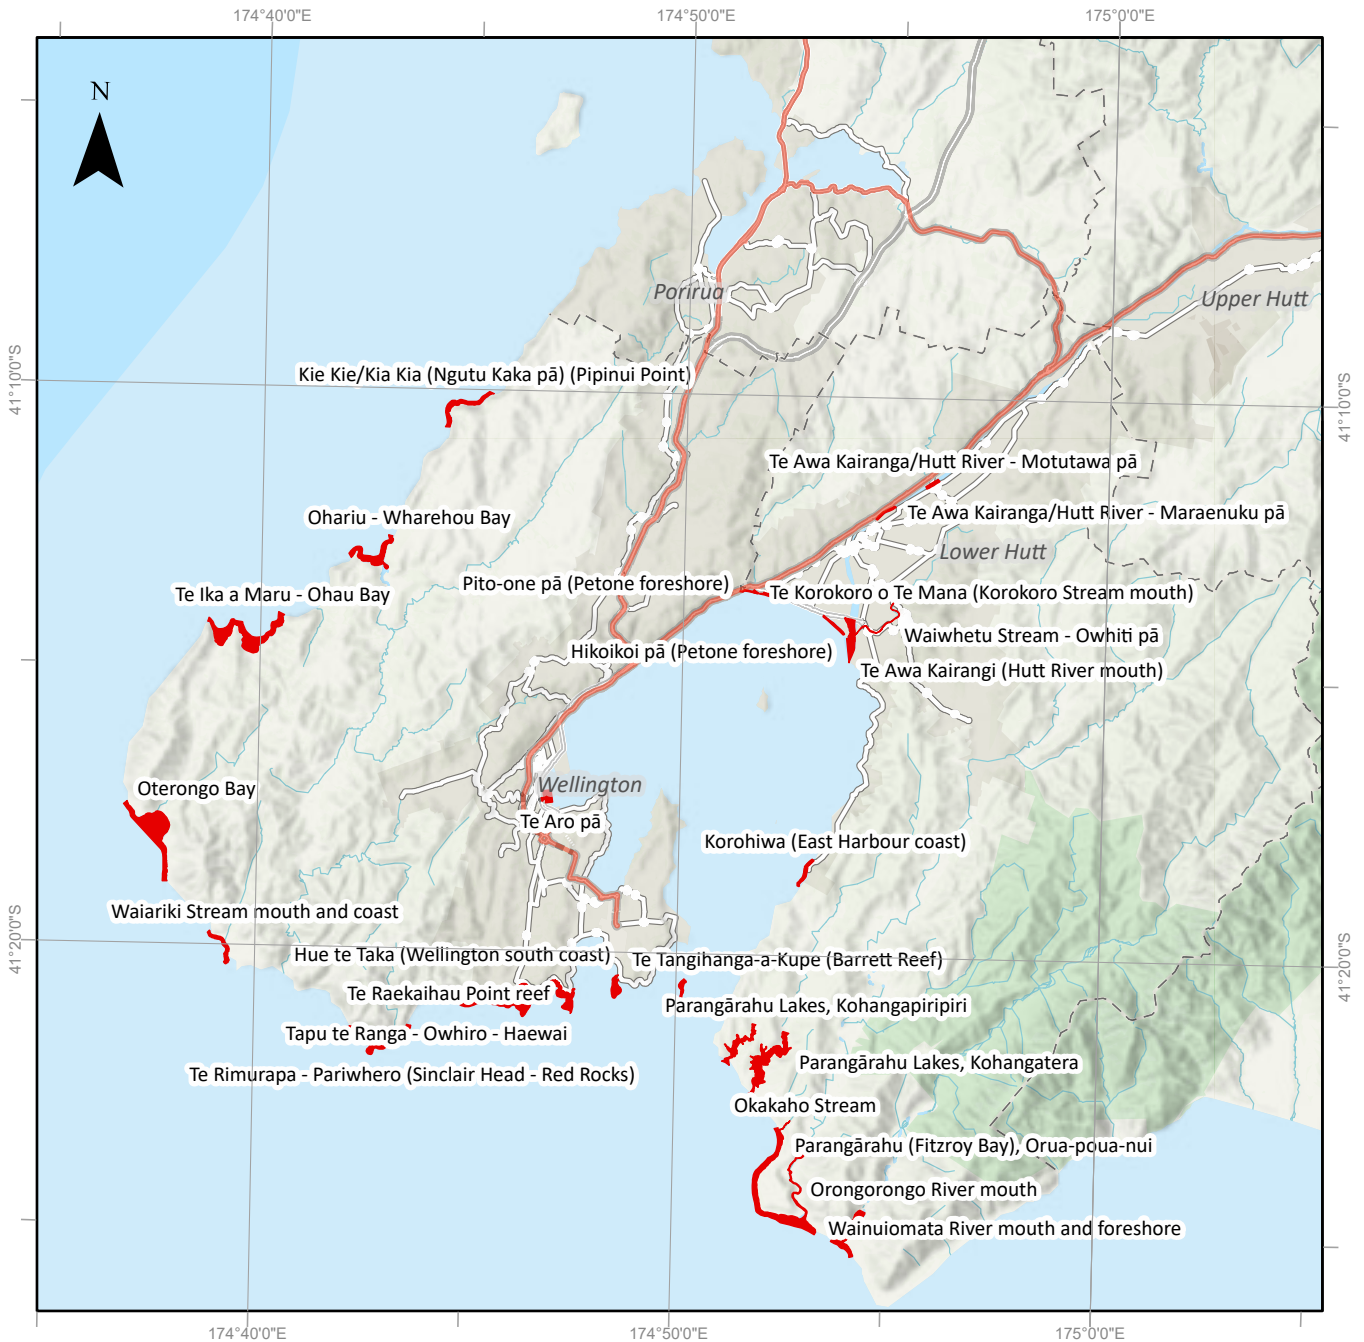 174°40'0"E
174°50'0"E
175°0'0"E
N
Porirua
Upper Hutt
41°10'0"S
41°10'0"S
Kie Kie/Kia Kia (Ngutu Kaka pā) (Pipinui Point)
Te Awa Kairanga/Hutt River - Motutawa pā
Ohariu - Wharehou Bay
Te Awa Kairanga/Hutt River - Maraenuku pā
Lower Hutt
Pito-one pā (Petone foreshore)
Te Korokoro o Te Mana (Korokoro Stream mouth)
Te Ika a Maru - Ohau Bay
Waiwhetu Stream - Owhiti pā
Hikoikoi pā (Petone foreshore)
Te Awa Kairangi (Hutt River mouth)
Wellington
Oterongo Bay
Te Aro pā
Korohiwa (East Harbour coast)
Waiariki Stream mouth and coast
41°20'0"S
41°20'0"S
Hue te Taka (Wellington south coast)
Te Tangihanga-a-Kupe (Barrett Reef)
Te Raekaihau Point reef
Parangārahu Lakes, Kohangapiripiri
Tapu te Ranga - Owhiro - Haewai
Parangārahu Lakes, Kohangatera
Te Rimurapa - Pariwhero (Sinclair Head - Red Rocks)
Okakaho Stream
Parangārahu (Fitzroy Bay), Orua-poua-nui
Orongorongo River mouth
Wainuiomata River mouth and foreshore
174°40'0"E
174°50'0"E
175°0'0"E